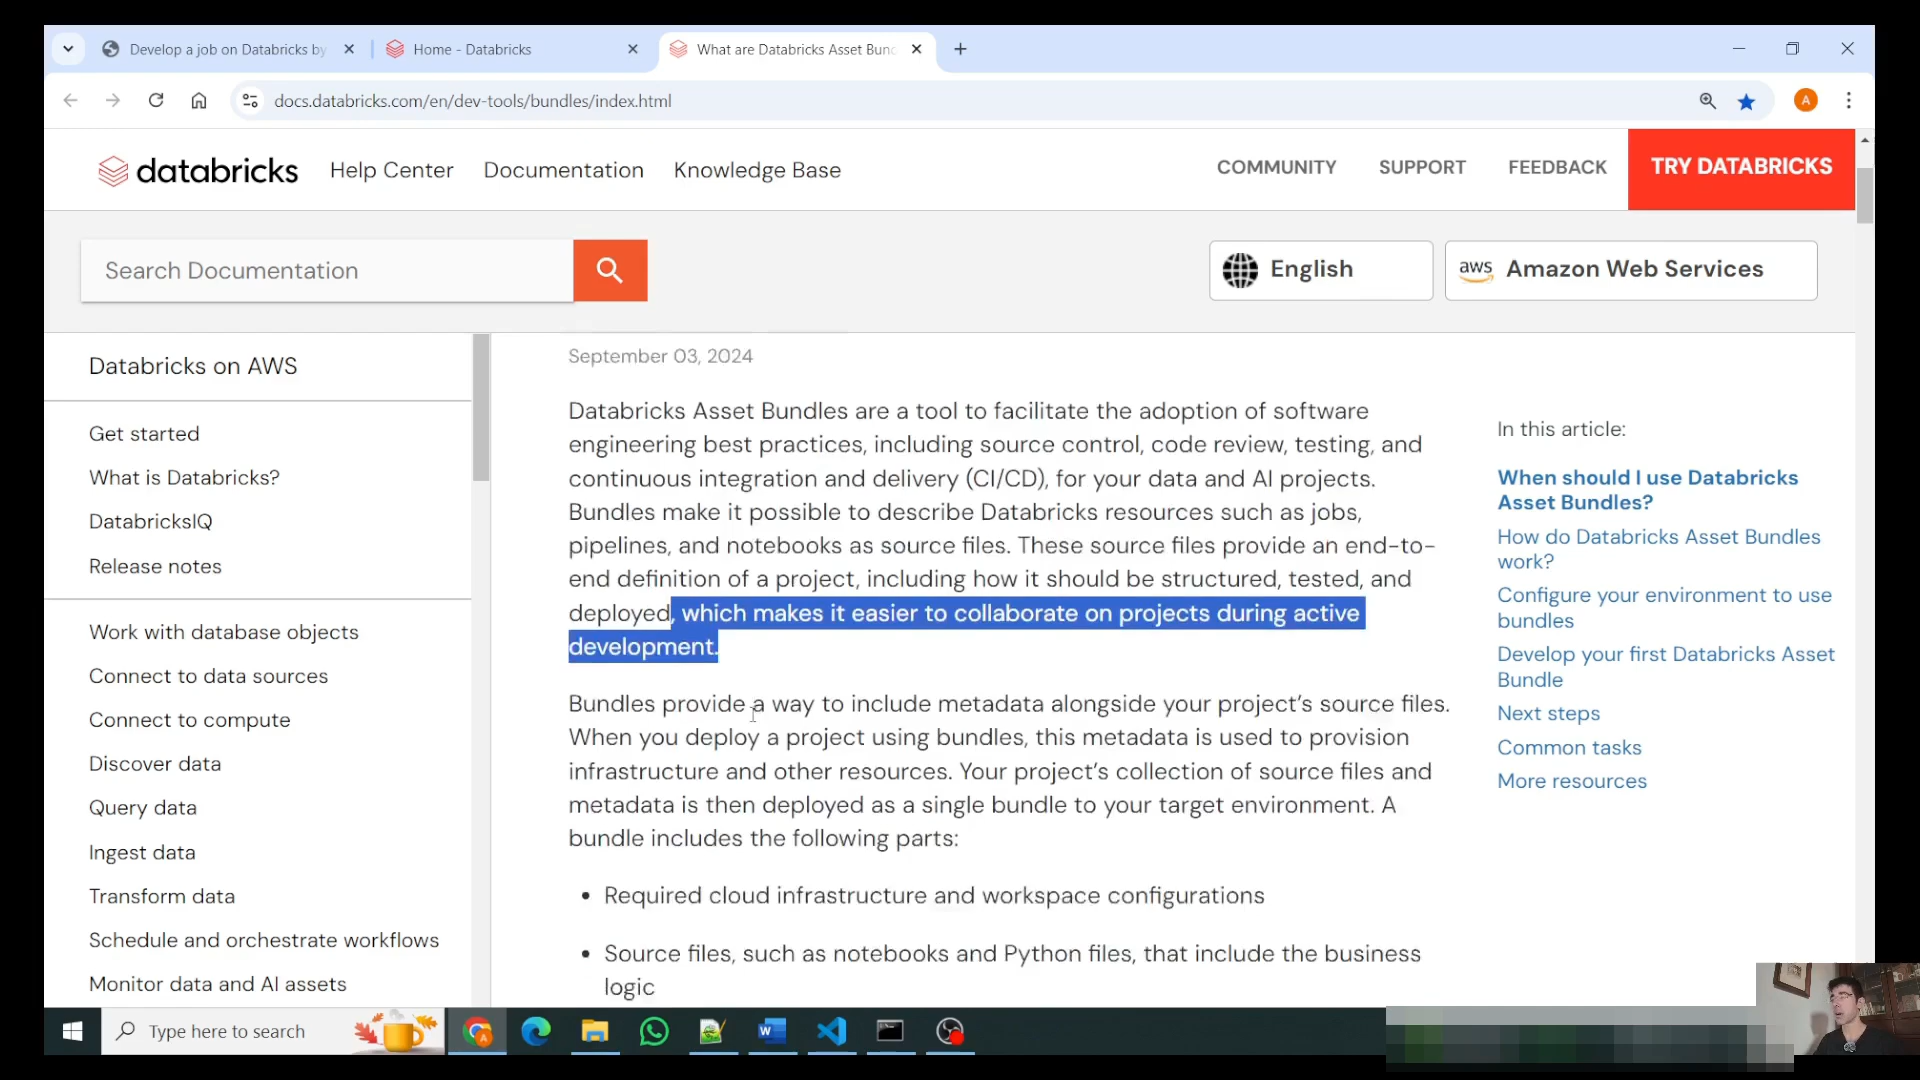 Develop a job on Databricks by
Home - Databricks
What are Databricks Asset Bun
docs.databricks.com/en/dev-tools/bundles/index.html
A
databricks
Help Center
Documentation
Knowledge Base
COMMUNITY
SUPPORT
FEEDBACK
TRY DATABRICKS
Search Documentation
English
aws
Amazon Web Services
Databricks on AWS
Get started
What is Databricks?
DatabricksIQ
Release notes
Work with database objects
Connect to data sources
Connect to compute
Discover data
Query data
Ingest data
Transform data
Schedule and orchestrate workflows
Monitor data and AI assets
September 03, 2024
Databricks Asset Bundles are a tool to facilitate the adoption of software
engineering best practices, including source control, code review, testing, and
continuous integration and delivery (CI/CD), for your data and AI projects.
Bundles make it possible to describe Databricks resources such as jobs,
pipelines, and notebooks as source files. These source files provide an end-to-
end definition of a project, including how it should be structured, tested, and
deployed, which makes it easier to collaborate on projects during active
development.
Bundles provide a way to include metadata alongside your project’s source files.
When you deploy a project using bundles, this metadata is used to provision
infrastructure and other resources. Your project’s collection of source files and
metadata is then deployed as a single bundle to your target environment. A
bundle includes the following parts:
• Required cloud infrastructure and workspace configurations
• Source files, such as notebooks and Python files, that include the business
logic
In this article:
When should I use Databricks
Asset Bundles?
How do Databricks Asset Bundles
work?
Configure your environment to use
bundles
Develop your first Databricks Asset
Bundle
Next steps
Common tasks
More resources
Type here to search